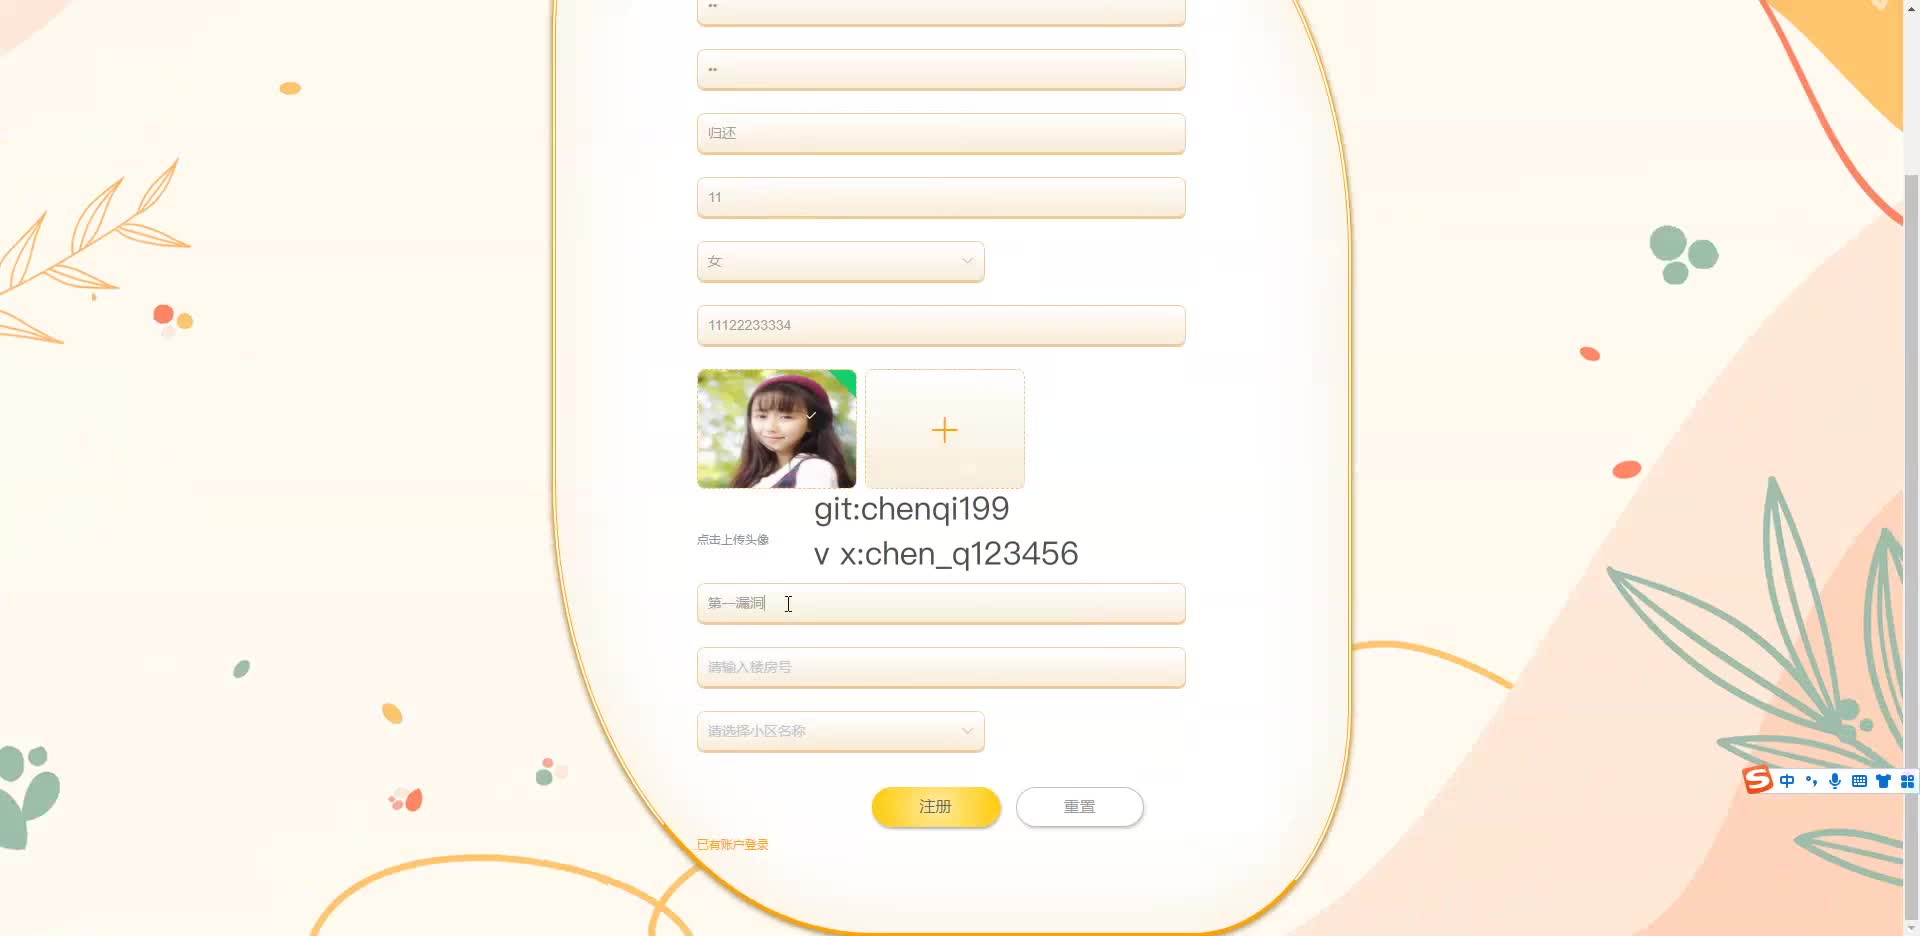 ••
••
归还
11
女
11122233334
git:chenqi199
点击上传头像
v x:chen_q123456
第一漏洞
请输入楼房号
请选择小区名称
注册
重置
已有账户登录
S中